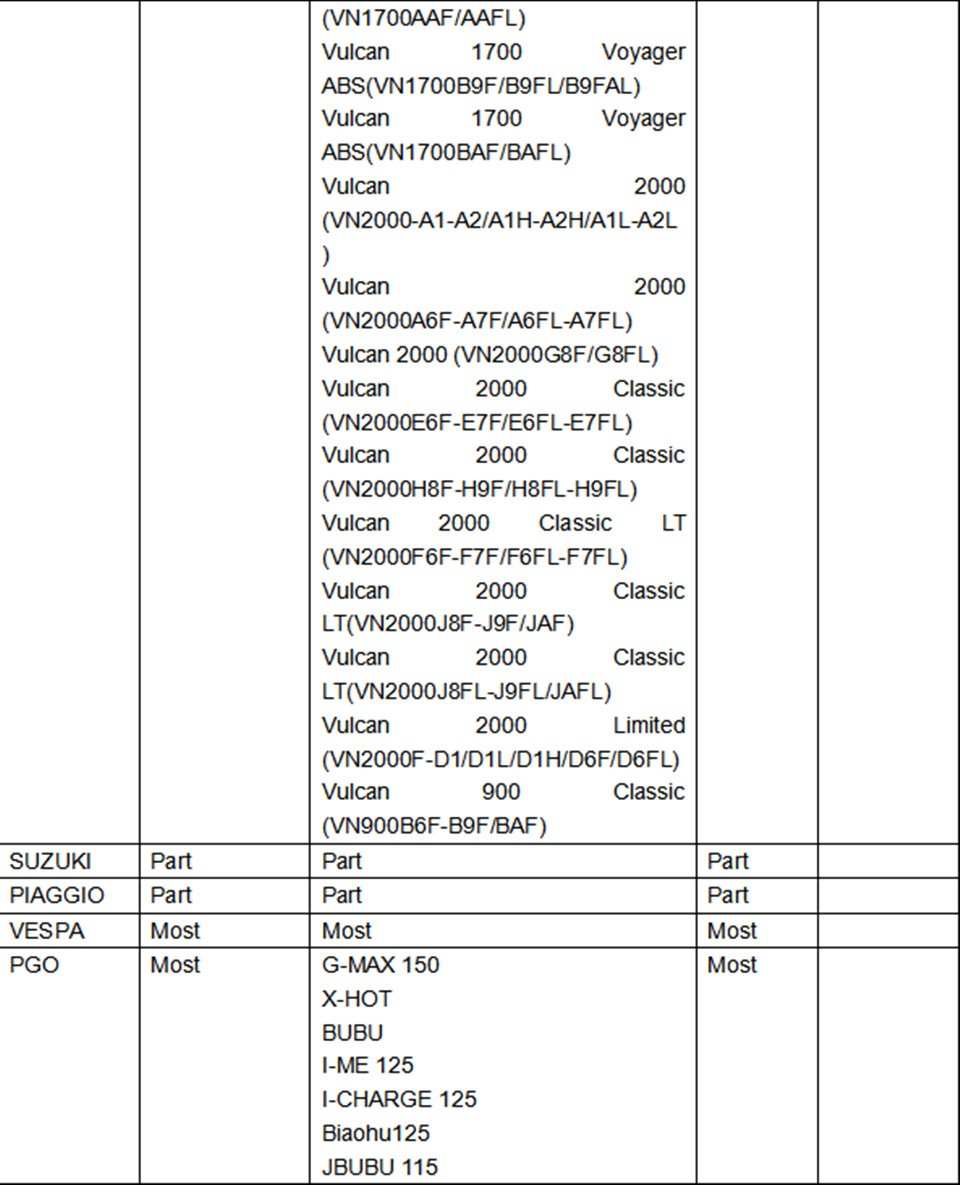 (VN1700AAF/AAFL)
Vulcan 1700 Voyager
ABS(VN1700B9F/B9FL/B9FAL)
Vulcan 1700 Voyager
ABS(VN1700BAF/BAFL)
Vulcan 2000
(VN2000-A1-A2/A1H-A2H/A1L-A2L
)
Vulcan 2000
(VN2000A6F-A7F/A6FL-A7FL)
Vulcan 2000 (VN2000G8F/G8FL)
Vulcan 2000 Classic
(VN2000E6F-E7F/E6FL-E7FL)
Vulcan 2000 Classic
(VN2000H8F-H9F/H8FL-H9FL)
Vulcan 2000 Classic LT
(VN2000F6F-F7F/F6FL-F7FL)
Vulcan 2000 Classic
LT(VN2000J8F-J9F/JAF)
Vulcan 2000 Classic
LT(VN2000J8FL-J9FL/JAFL)
Vulcan 2000 Limited
(VN2000F-D1/D1L/D1H/D6F/D6FL)
Vulcan 900 Classic
(VN900B6F-B9F/BAF)
SUZUKI Part Part Part
PIAGGIO Part Part Part
VESPA Most Most Most
PGO Most G-MAX 150 Most
X-HOT
BUBU
I-ME 125
I-CHARGE 125
Biaohu125
JBUBU 115